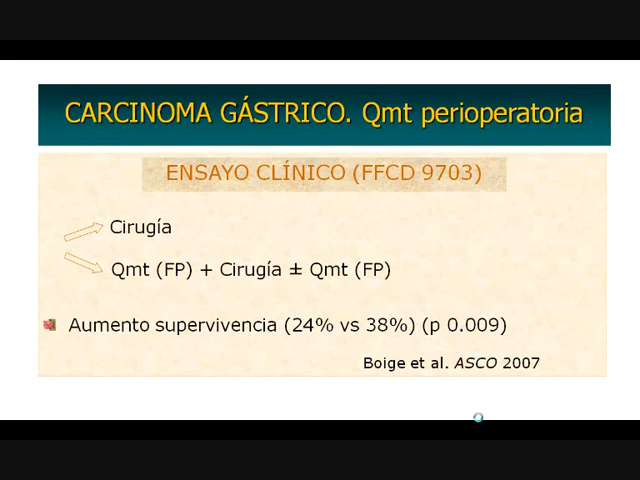 CARCINOMA GÁSTRICO. Qmt perioperatoria
ENSAYO CLÍNICO (FFCD 9703)
Cirugía
Qmt (FP) + Cirugía ± Qmt (FP)
Aumento supervivencia (24% vs 38%) (p 0.009)
Boige et al. ASCO 2007